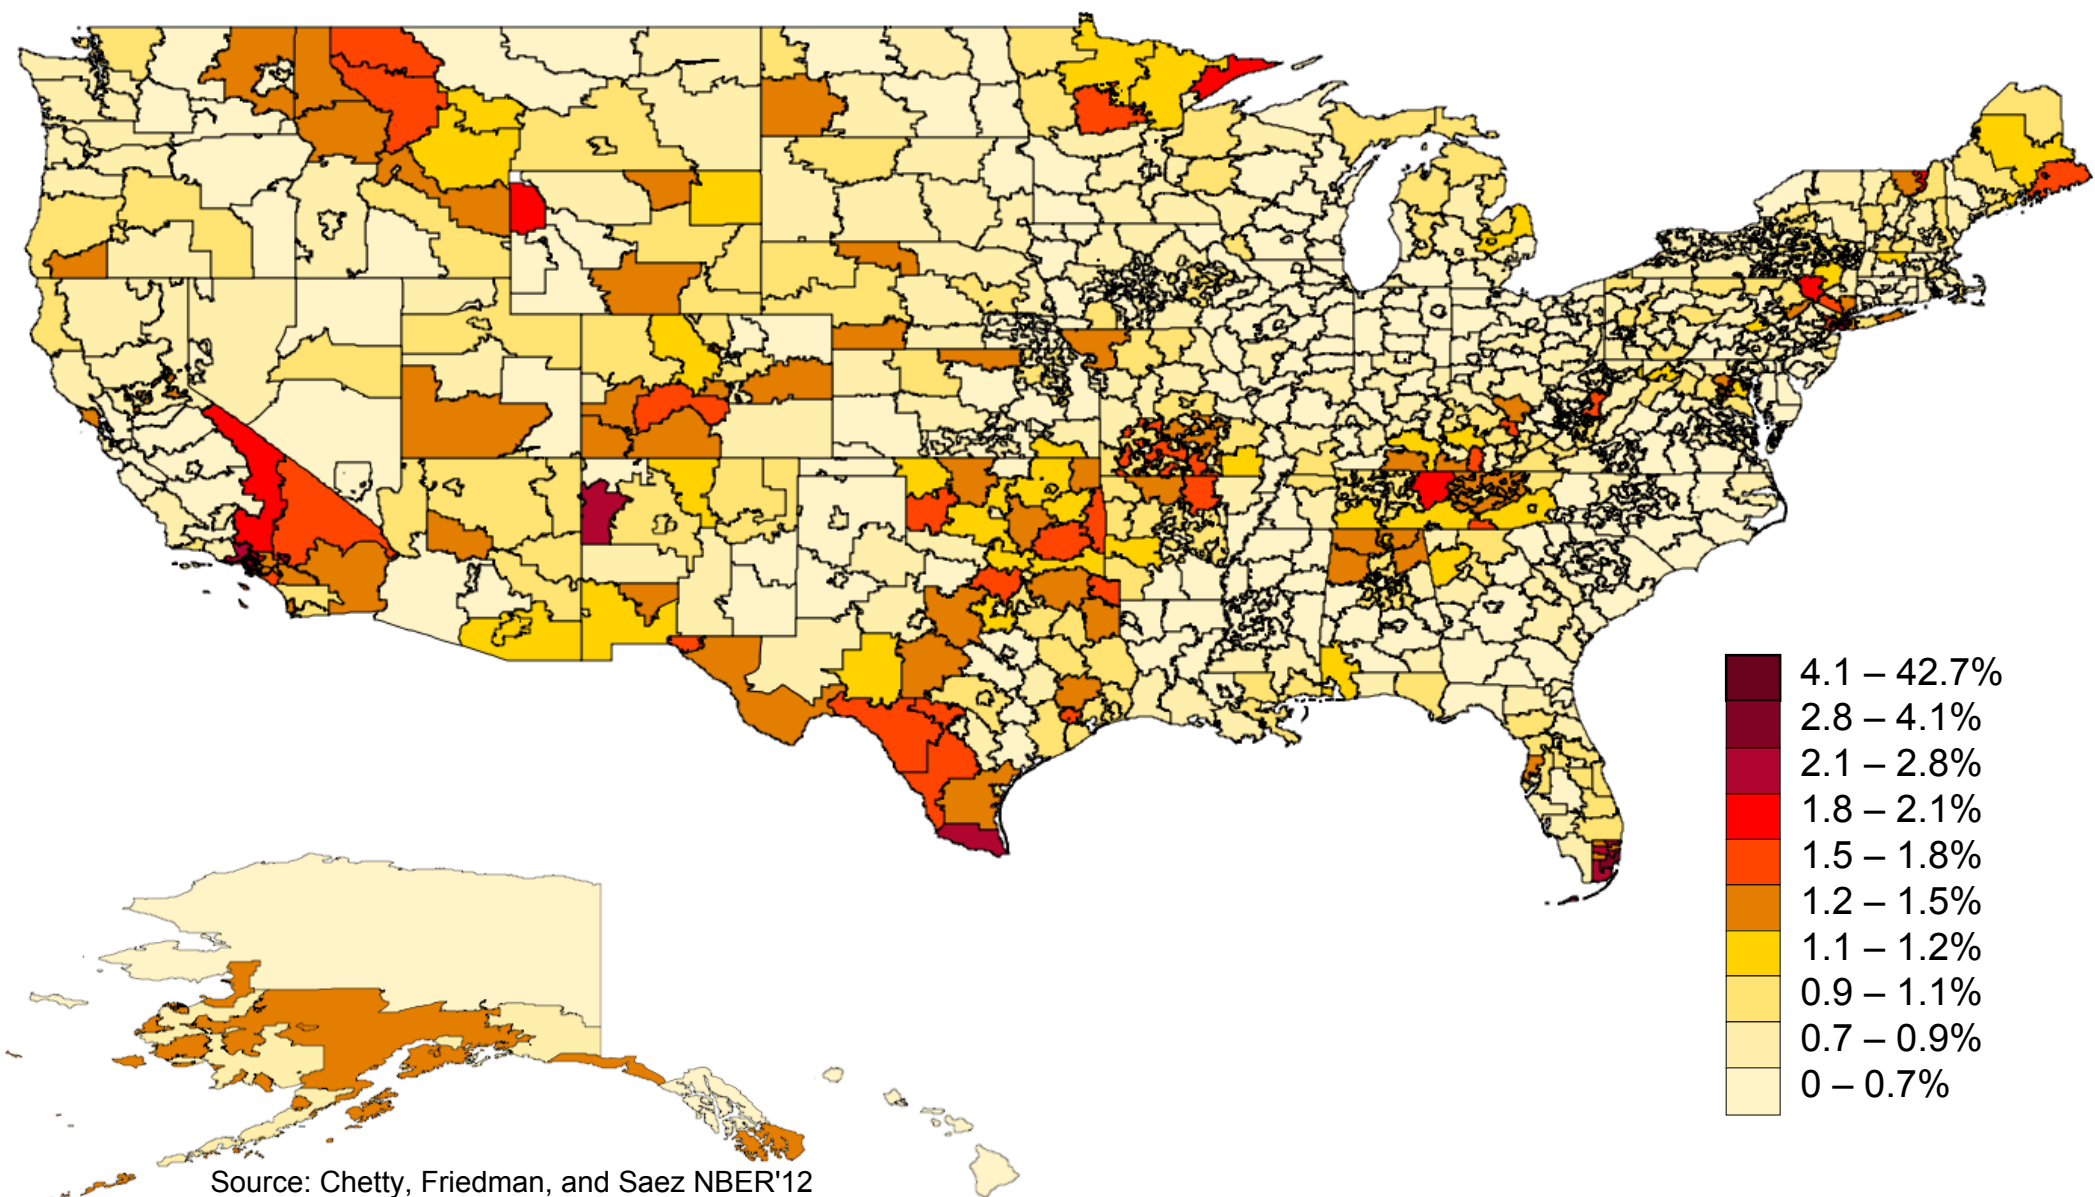 4.1 – 42.7%
2.8 – 4.1%
2.1 – 2.8%
1.8 – 2.1%
1.5 – 1.8%
1.2 – 1.5%
1.1 – 1.2%
0.9 – 1.1%
0.7 – 0.9%
0 – 0.7%
Source: Chetty, Friedman, and Saez NBER'12